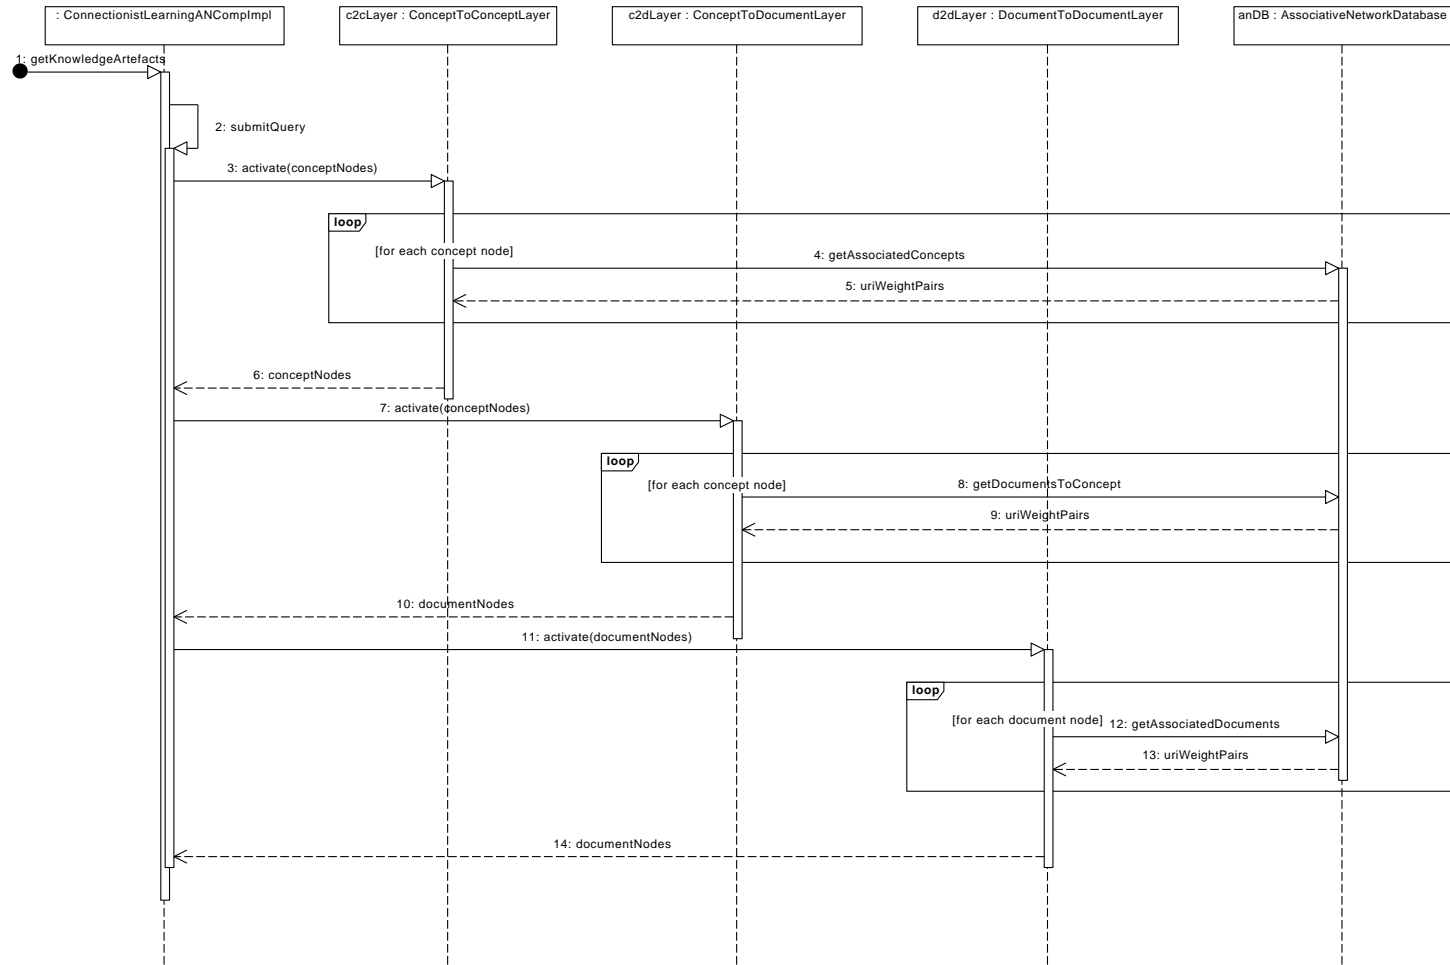 : ConnectionistLearningANCompImpl
c2cLayer : ConceptToConceptLayer
c2dLayer : ConceptToDocumentLayer
d2dLayer : DocumentToDocumentLayer
anDB : AssociativeNetworkDatabase
1: getKnowledgeArtefacts
2: submitQuery
3: activate(conceptNodes)
loop
[for each concept node]
4: getAssociatedConcepts
5: uriWeightPairs
6: conceptNodes
7: activate(conceptNodes)
loop
[for each concept node]
8: getDocumentsToConcept
9: uriWeightPairs
10: documentNodes
11: activate(documentNodes)
loop
[for each document node]
12: getAssociatedDocuments
13: uriWeightPairs
14: documentNodes